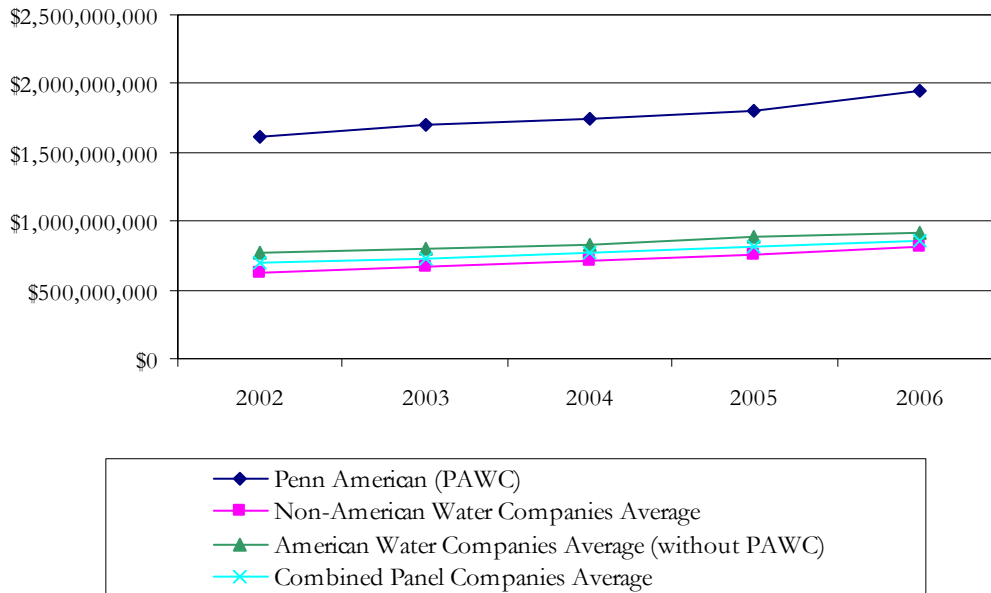 $2,500,000,000
$2,000,000,000
$1,500,000,000
$1,000,000,000
$500,000,000
$0
2002 2003 2004 2005 2006
Penn American (PAWC)
Non-American Water Companies Average
American Water Companies Average (without PAWC)
Combined Panel Companies Average